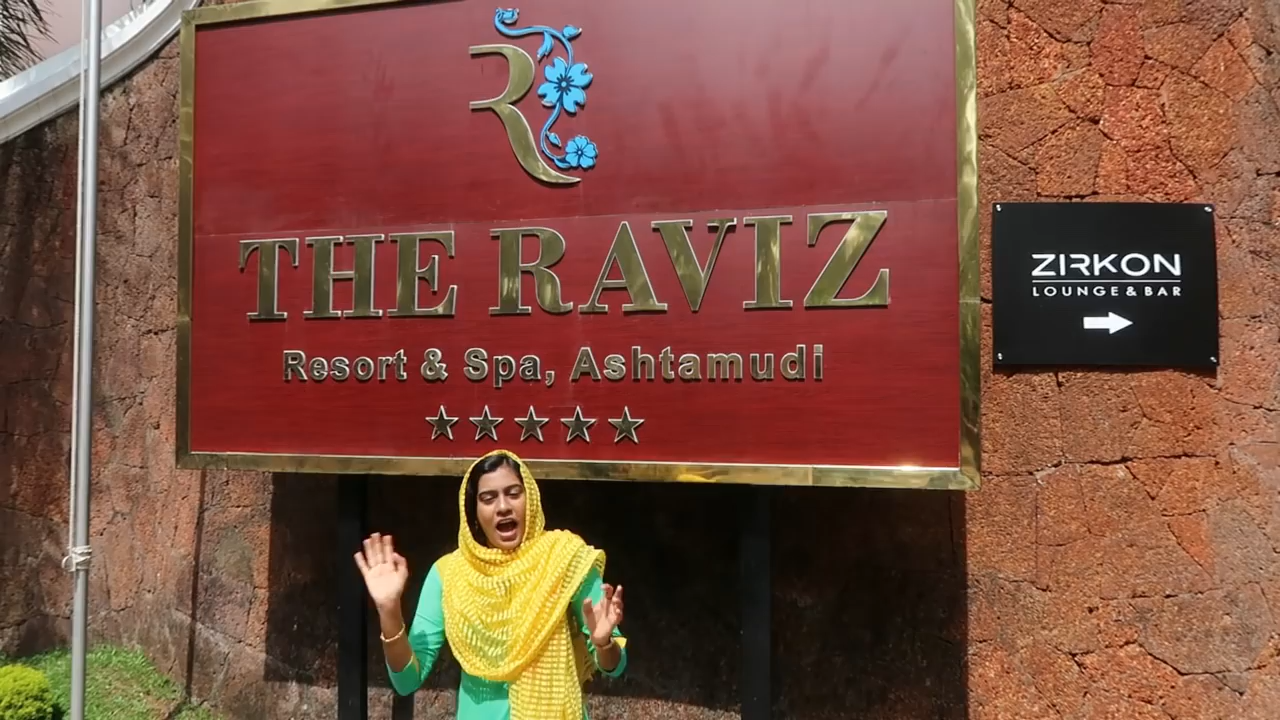 R
THE RAVIZ
Resort & Spa, Ashtamudi
ZIRKON
LOUNGE & BAR